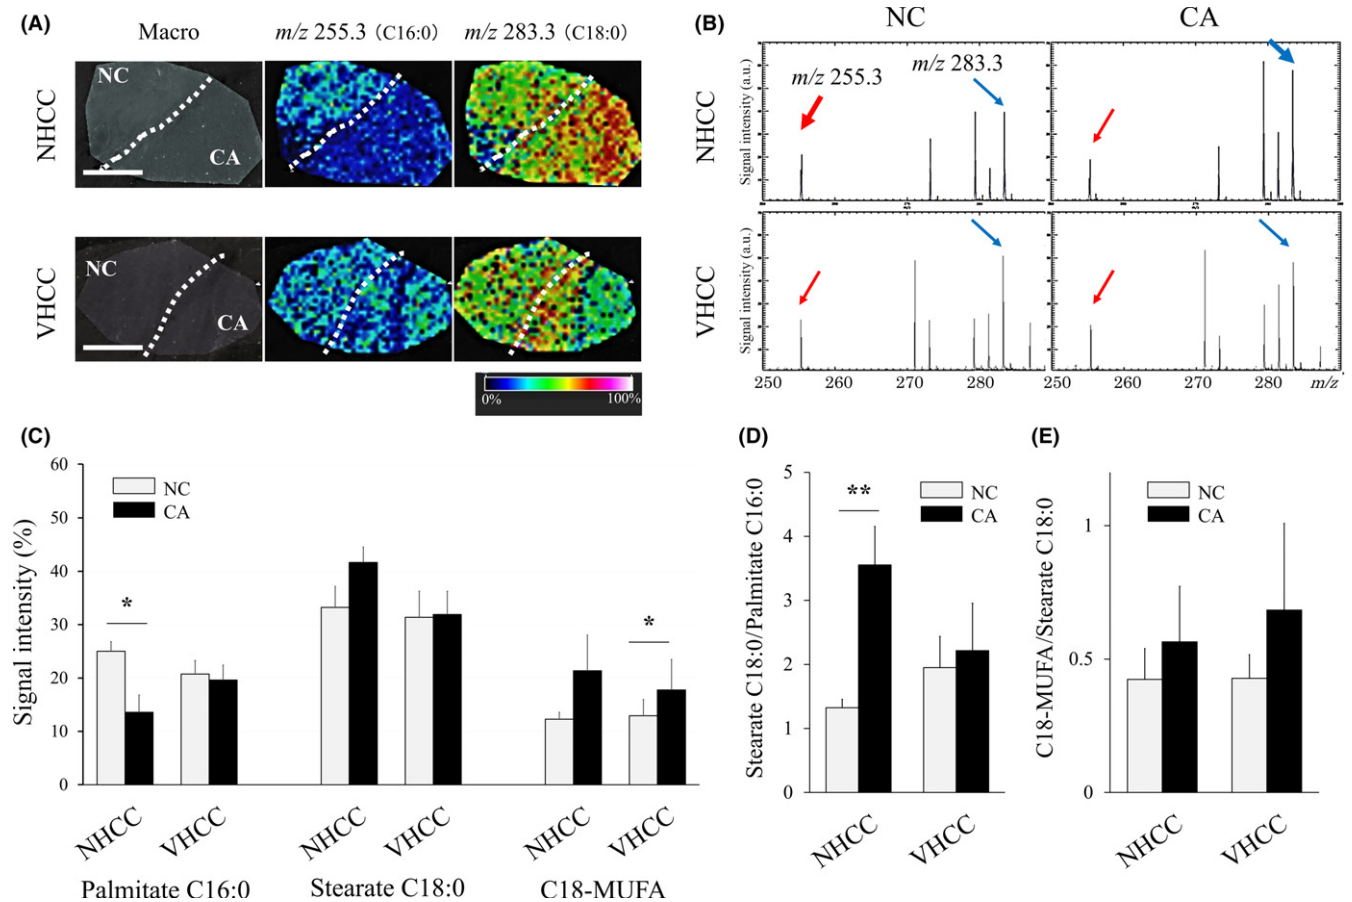 (A)
Macro
m/z 255.3 (C16:0)
m/z 283.3 (C18:0)
NHCC
NC
CA
VHCC
NC
CA
0%
100%
(B)
NC
CA
NHCC
Signal intensity (a.u.)
m/z 255.3
m/z 283.3
Signal intensity (a.u.)
VHCC
Signal intensity (a.u.)
250 260 270 280
250 260 270 280 m/z
(C)
Signal intensity (%)
60
50
40
30
20
10
0
NC
CA
*
*
NHCC VHCC NHCC VHCC NHCC VHCC
Palmitate C16:0 Stearate C18:0 C18-MUFA
(D)
Stearate C18:0/Palmitate C16:0
5
4
3
2
1
0
**
NC
CA
NHCC VHCC
(E)
C18-MUFA/Stearate C18:0
1
0.5
0
NC
CA
NHCC VHCC